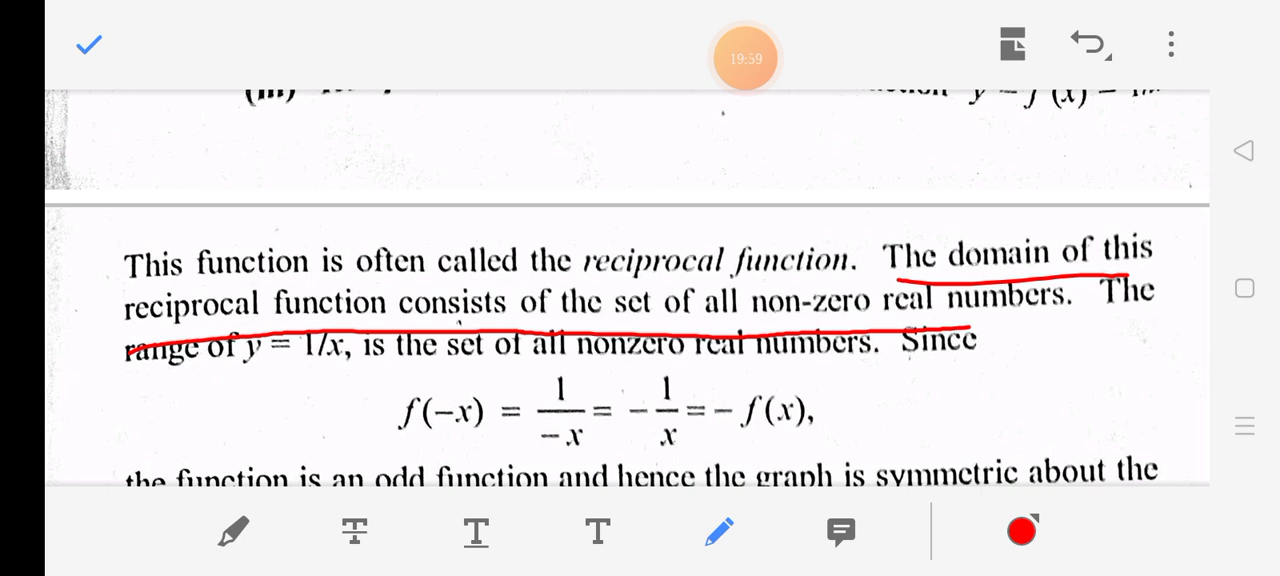 19:59
This function is often called the reciprocal function. The domain of this
reciprocal function consists of the set of all non-zero real numbers. The
range of y = 1/x, is the set of all nonzero real numbers. Since
f(−x) = 1/−x = − 1/x = − f(x),
the function is an odd function and hence the graph is symmetric about the